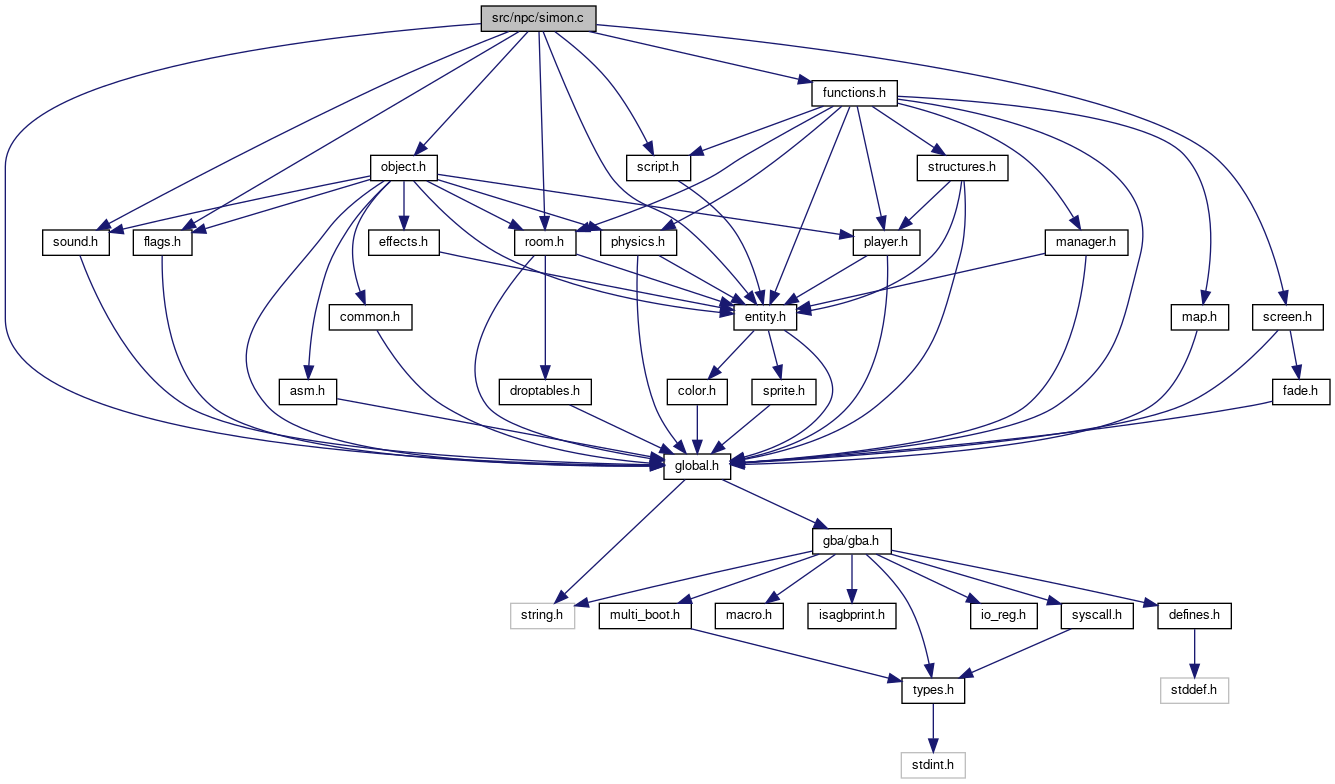 src/npc/simon.c
functions.h
object.h
script.h
structures.h
sound.h
flags.h
effects.h
room.h
physics.h
player.h
manager.h
common.h
entity.h
map.h
screen.h
asm.h
droptables.h
color.h
sprite.h
fade.h
global.h
gba/gba.h
string.h
multi_boot.h
macro.h
isagbprint.h
io_reg.h
syscall.h
defines.h
types.h
stddef.h
stdint.h